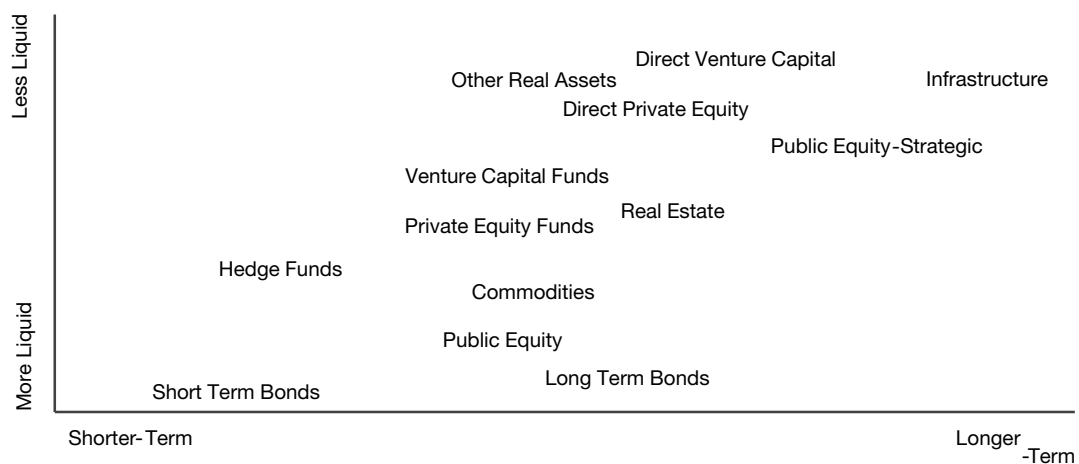 Less Liquid
Direct Venture Capital
Other Real Assets
Infrastructure
Direct Private Equity
Public Equity-Strategic
Venture Capital Funds
Real Estate
Private Equity Funds
Hedge Funds
Commodities
More Liquid
Public Equity
Long Term Bonds
Short Term Bonds
Shorter-Term
Longer
-Term